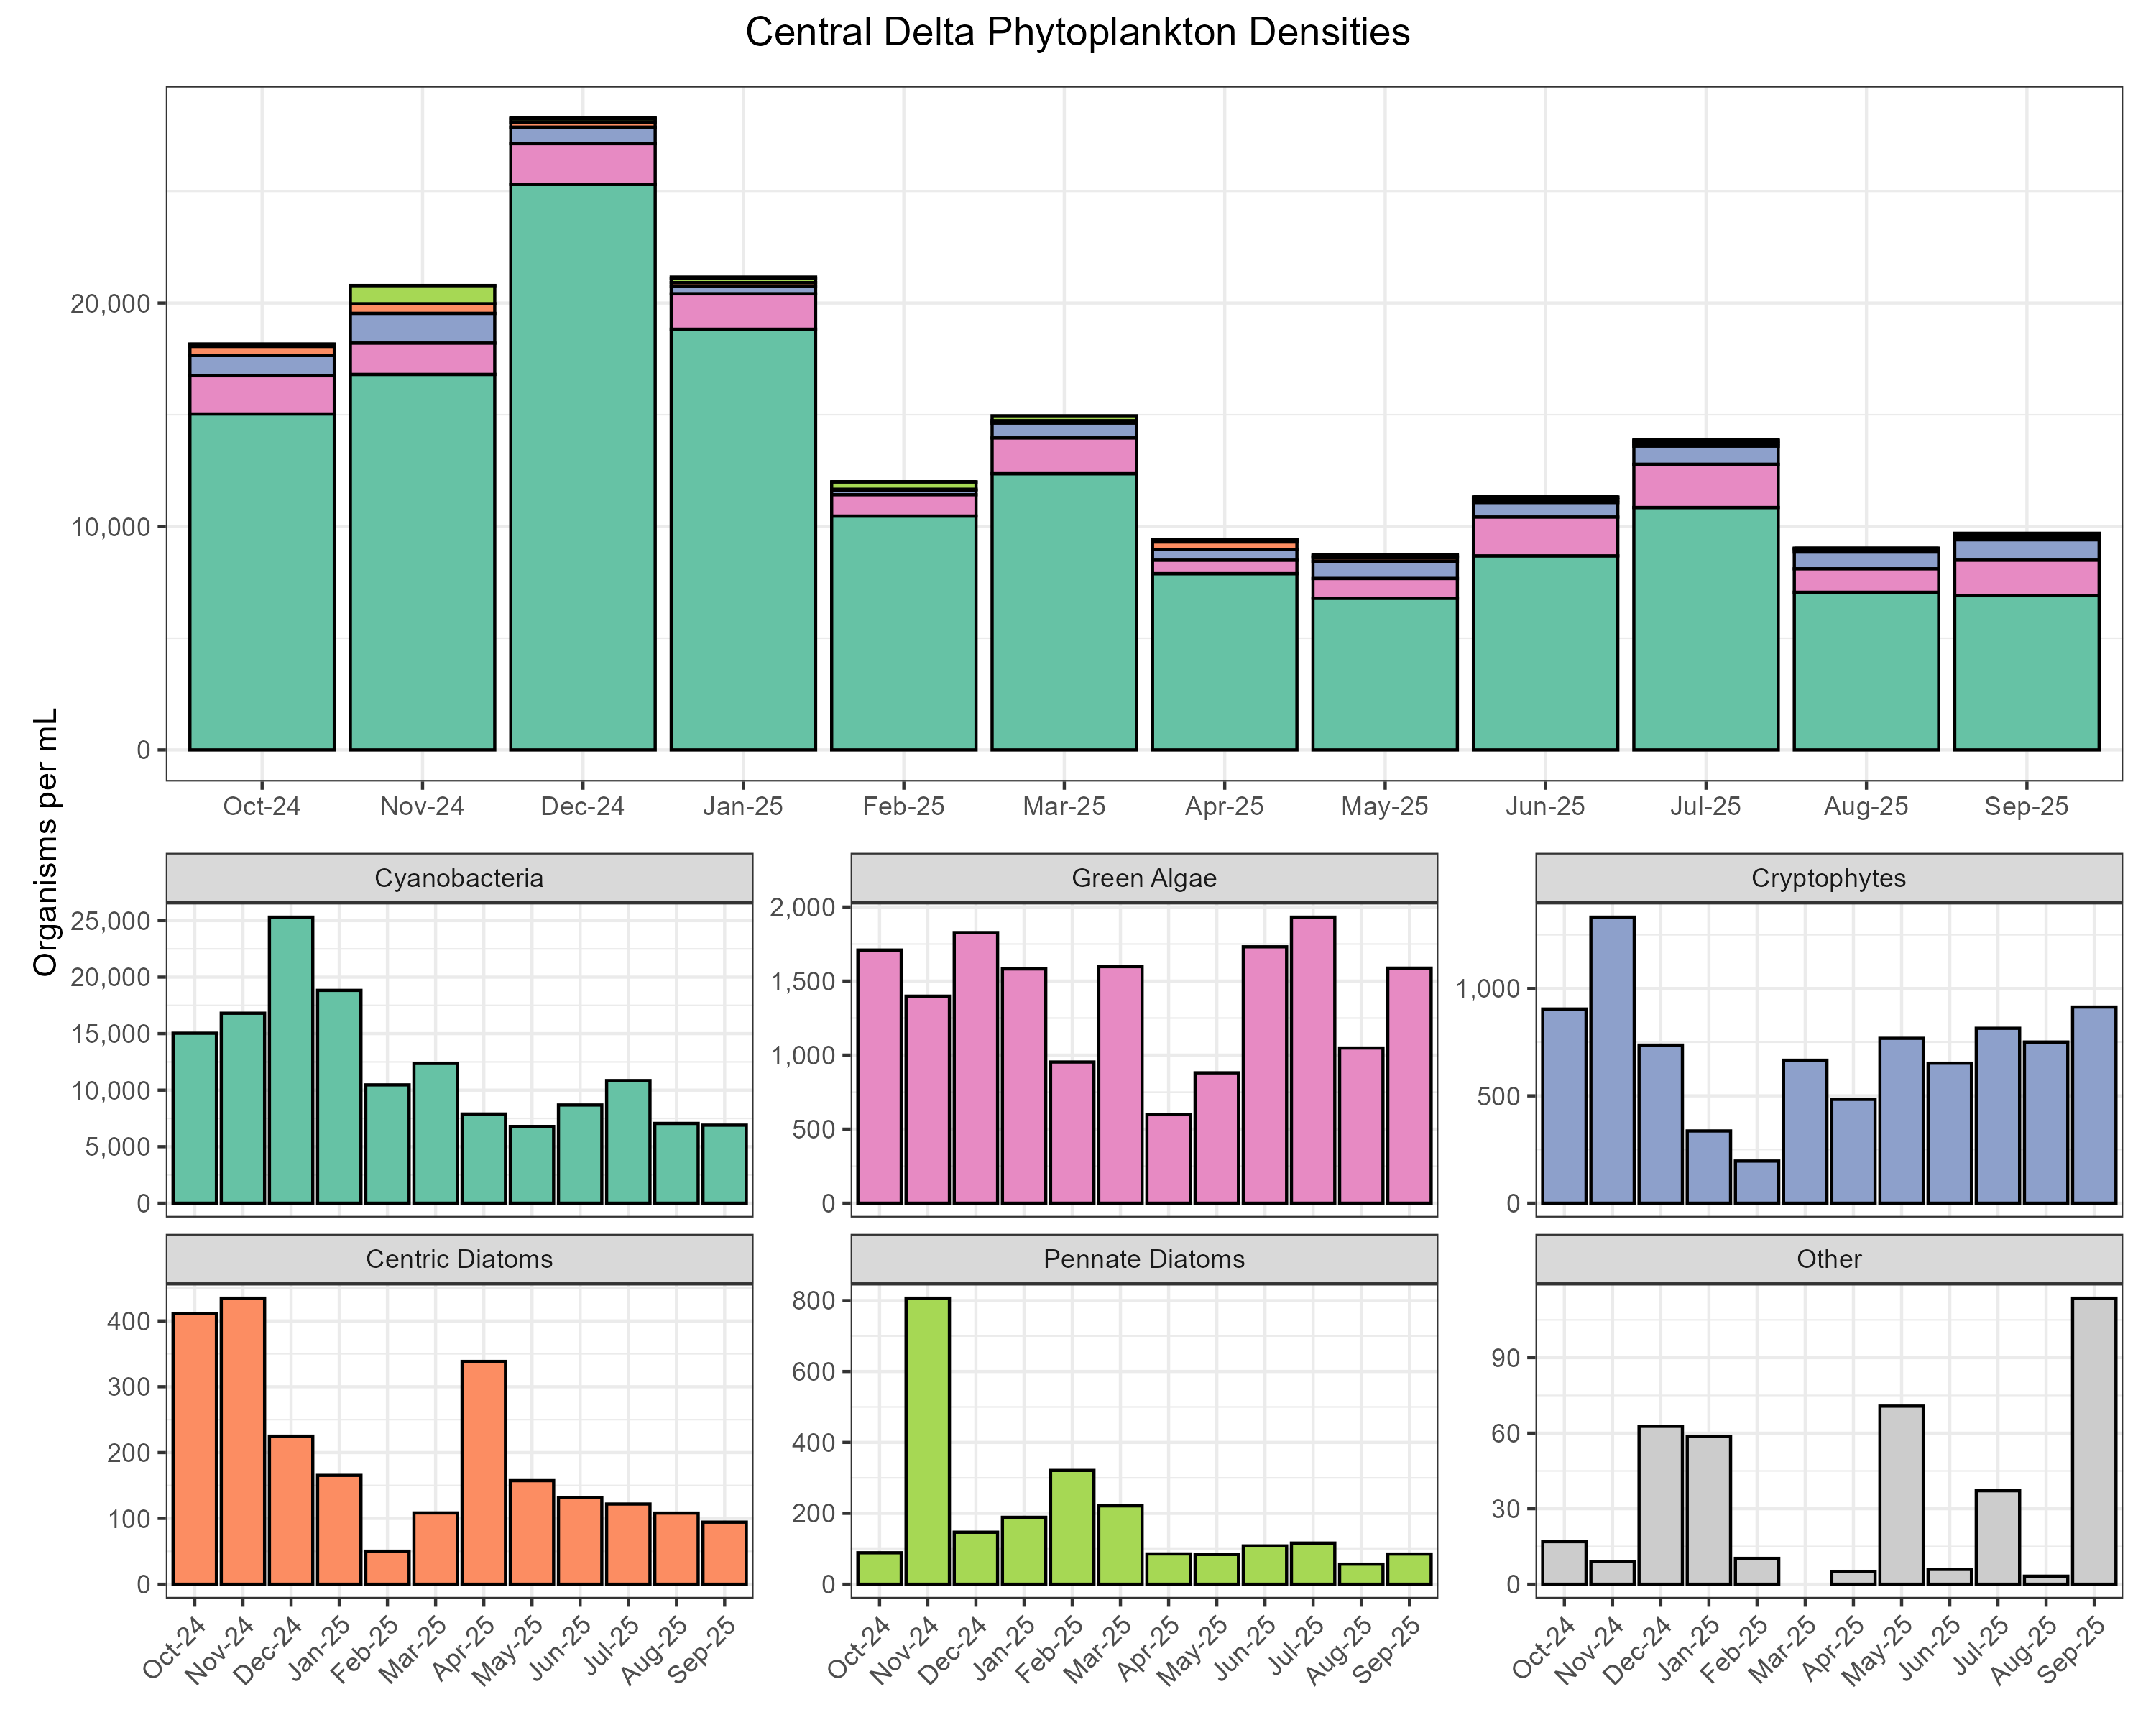 Central Delta Phytoplankton Densities
Organisms per mL
20,000
10,000
0
Oct-24 Nov-24 Dec-24 Jan-25 Feb-25 Mar-25 Apr-25 May-25 Jun-25 Jul-25 Aug-25 Sep-25
Cyanobacteria
25,000
20,000
15,000
10,000
5,000
0
Green Algae
2,000
1,500
1,000
500
0
Cryptophytes
1,000
500
0
Centric Diatoms
400
300
200
100
0
Oct-24 Nov-24 Dec-24 Jan-25 Feb-25 Mar-25 Apr-25 May-25 Jun-25 Jul-25 Aug-25 Sep-25
Pennate Diatoms
800
600
400
200
0
Oct-24 Nov-24 Dec-24 Jan-25 Feb-25 Mar-25 Apr-25 May-25 Jun-25 Jul-25 Aug-25 Sep-25
Other
90
60
30
0
Oct-24 Nov-24 Dec-24 Jan-25 Feb-25 Mar-25 Apr-25 May-25 Jun-25 Jul-25 Aug-25 Sep-25